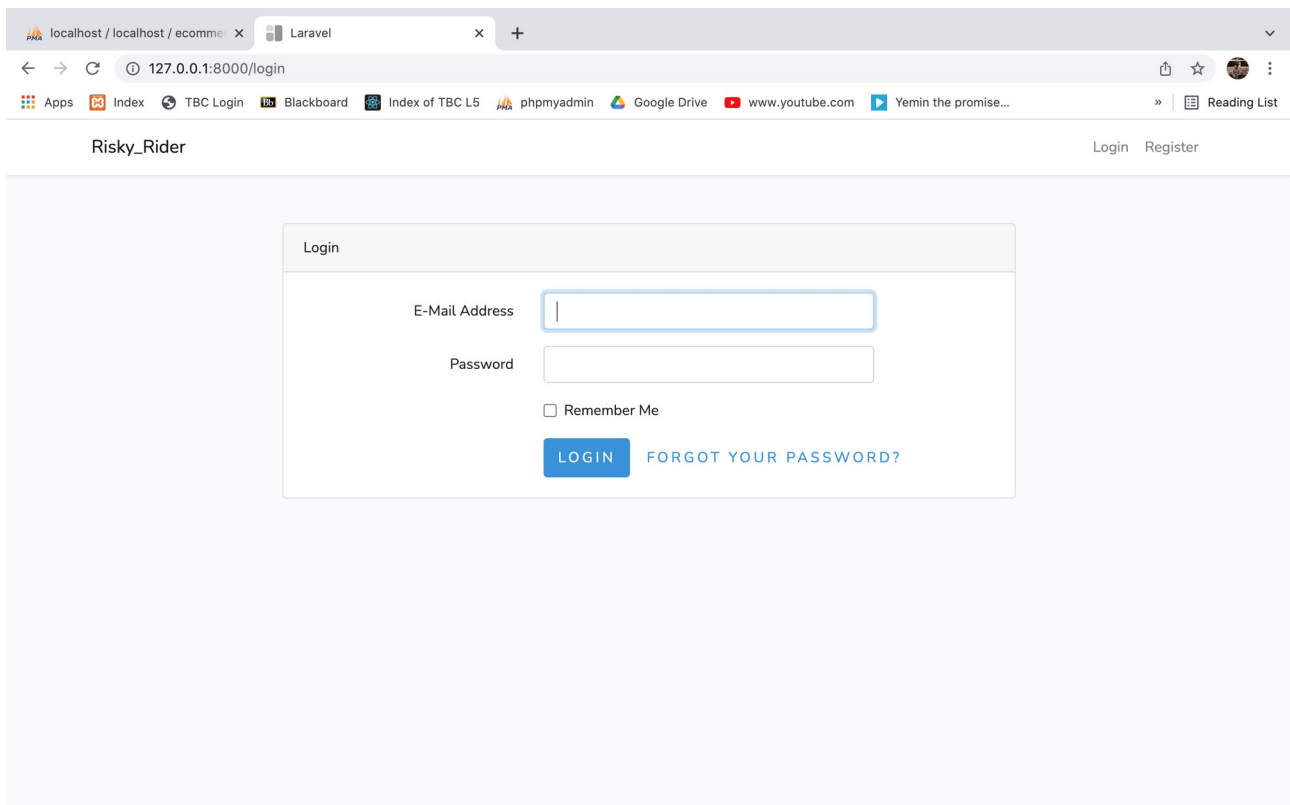 localhost / localhost / ecomme
Laravel
127.0.0.1:8000/login
Apps Index TBC Login Bb Blackboard Index of TBC L5 PMA phpmyadmin Google Drive www.youtube.com Yemin the promise... » Reading List
Risky_Rider Login Register
Login
E-Mail Address
Password
Remember Me
LOGIN FORGOT YOUR PASSWORD?